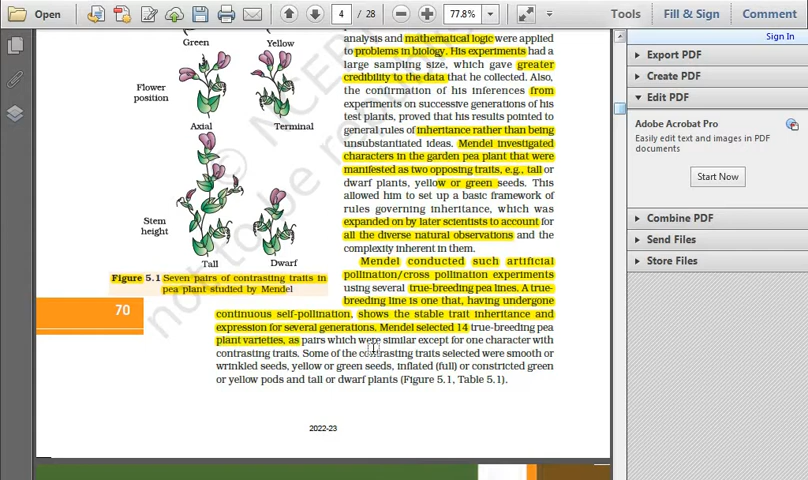 Open
4
/ 28
77.8%
Tools
Fill & Sign
Comment
Sign In
Export PDF
Create PDF
Edit PDF
Adobe Acrobat Pro
Easily edit text and images in PDF
documents
Start Now
Combine PDF
Send Files
Store Files
Green
Yellow
Flower
position
Axial
Terminal
Stem
height
Tall
Dwarf
Figure 5.1 Seven pairs of contrasting traits in
pea plant studied by Mendel
70
analysis and mathematical logic were applied
to problems in biology. His experiments had a
large sampling size, which gave greater
credibility to the data that he collected. Also,
the confirmation of his inferences from
experiments on successive generations of his
test plants, proved that his results pointed to
general rules of inheritance rather than being
unsubstantiated ideas. Mendel investigated
characters in the garden pea plant that were
manifested as two opposing traits, e.g., tall or
dwarf plants, yellow or green seeds. This
allowed him to set up a basic framework of
rules governing inheritance, which was
expanded on by later scientists to account for
all the diverse natural observations and the
complexity inherent in them.
Mendel conducted such artificial
pollination/cross pollination experiments
using several true-breeding pea lines. A true-
breeding line is one that, having undergone
continuous self-pollination, shows the stable trait inheritance and
expression for several generations. Mendel selected 14 true-breeding pea
plant varieties, as pairs which were similar except for one character with
contrasting traits. Some of the contrasting traits selected were smooth or
wrinkled seeds, yellow or green seeds, inflated (full) or constricted green
or yellow pods and tall or dwarf plants (Figure 5.1, Table 5.1).
2022-23
© NCE
not to be re